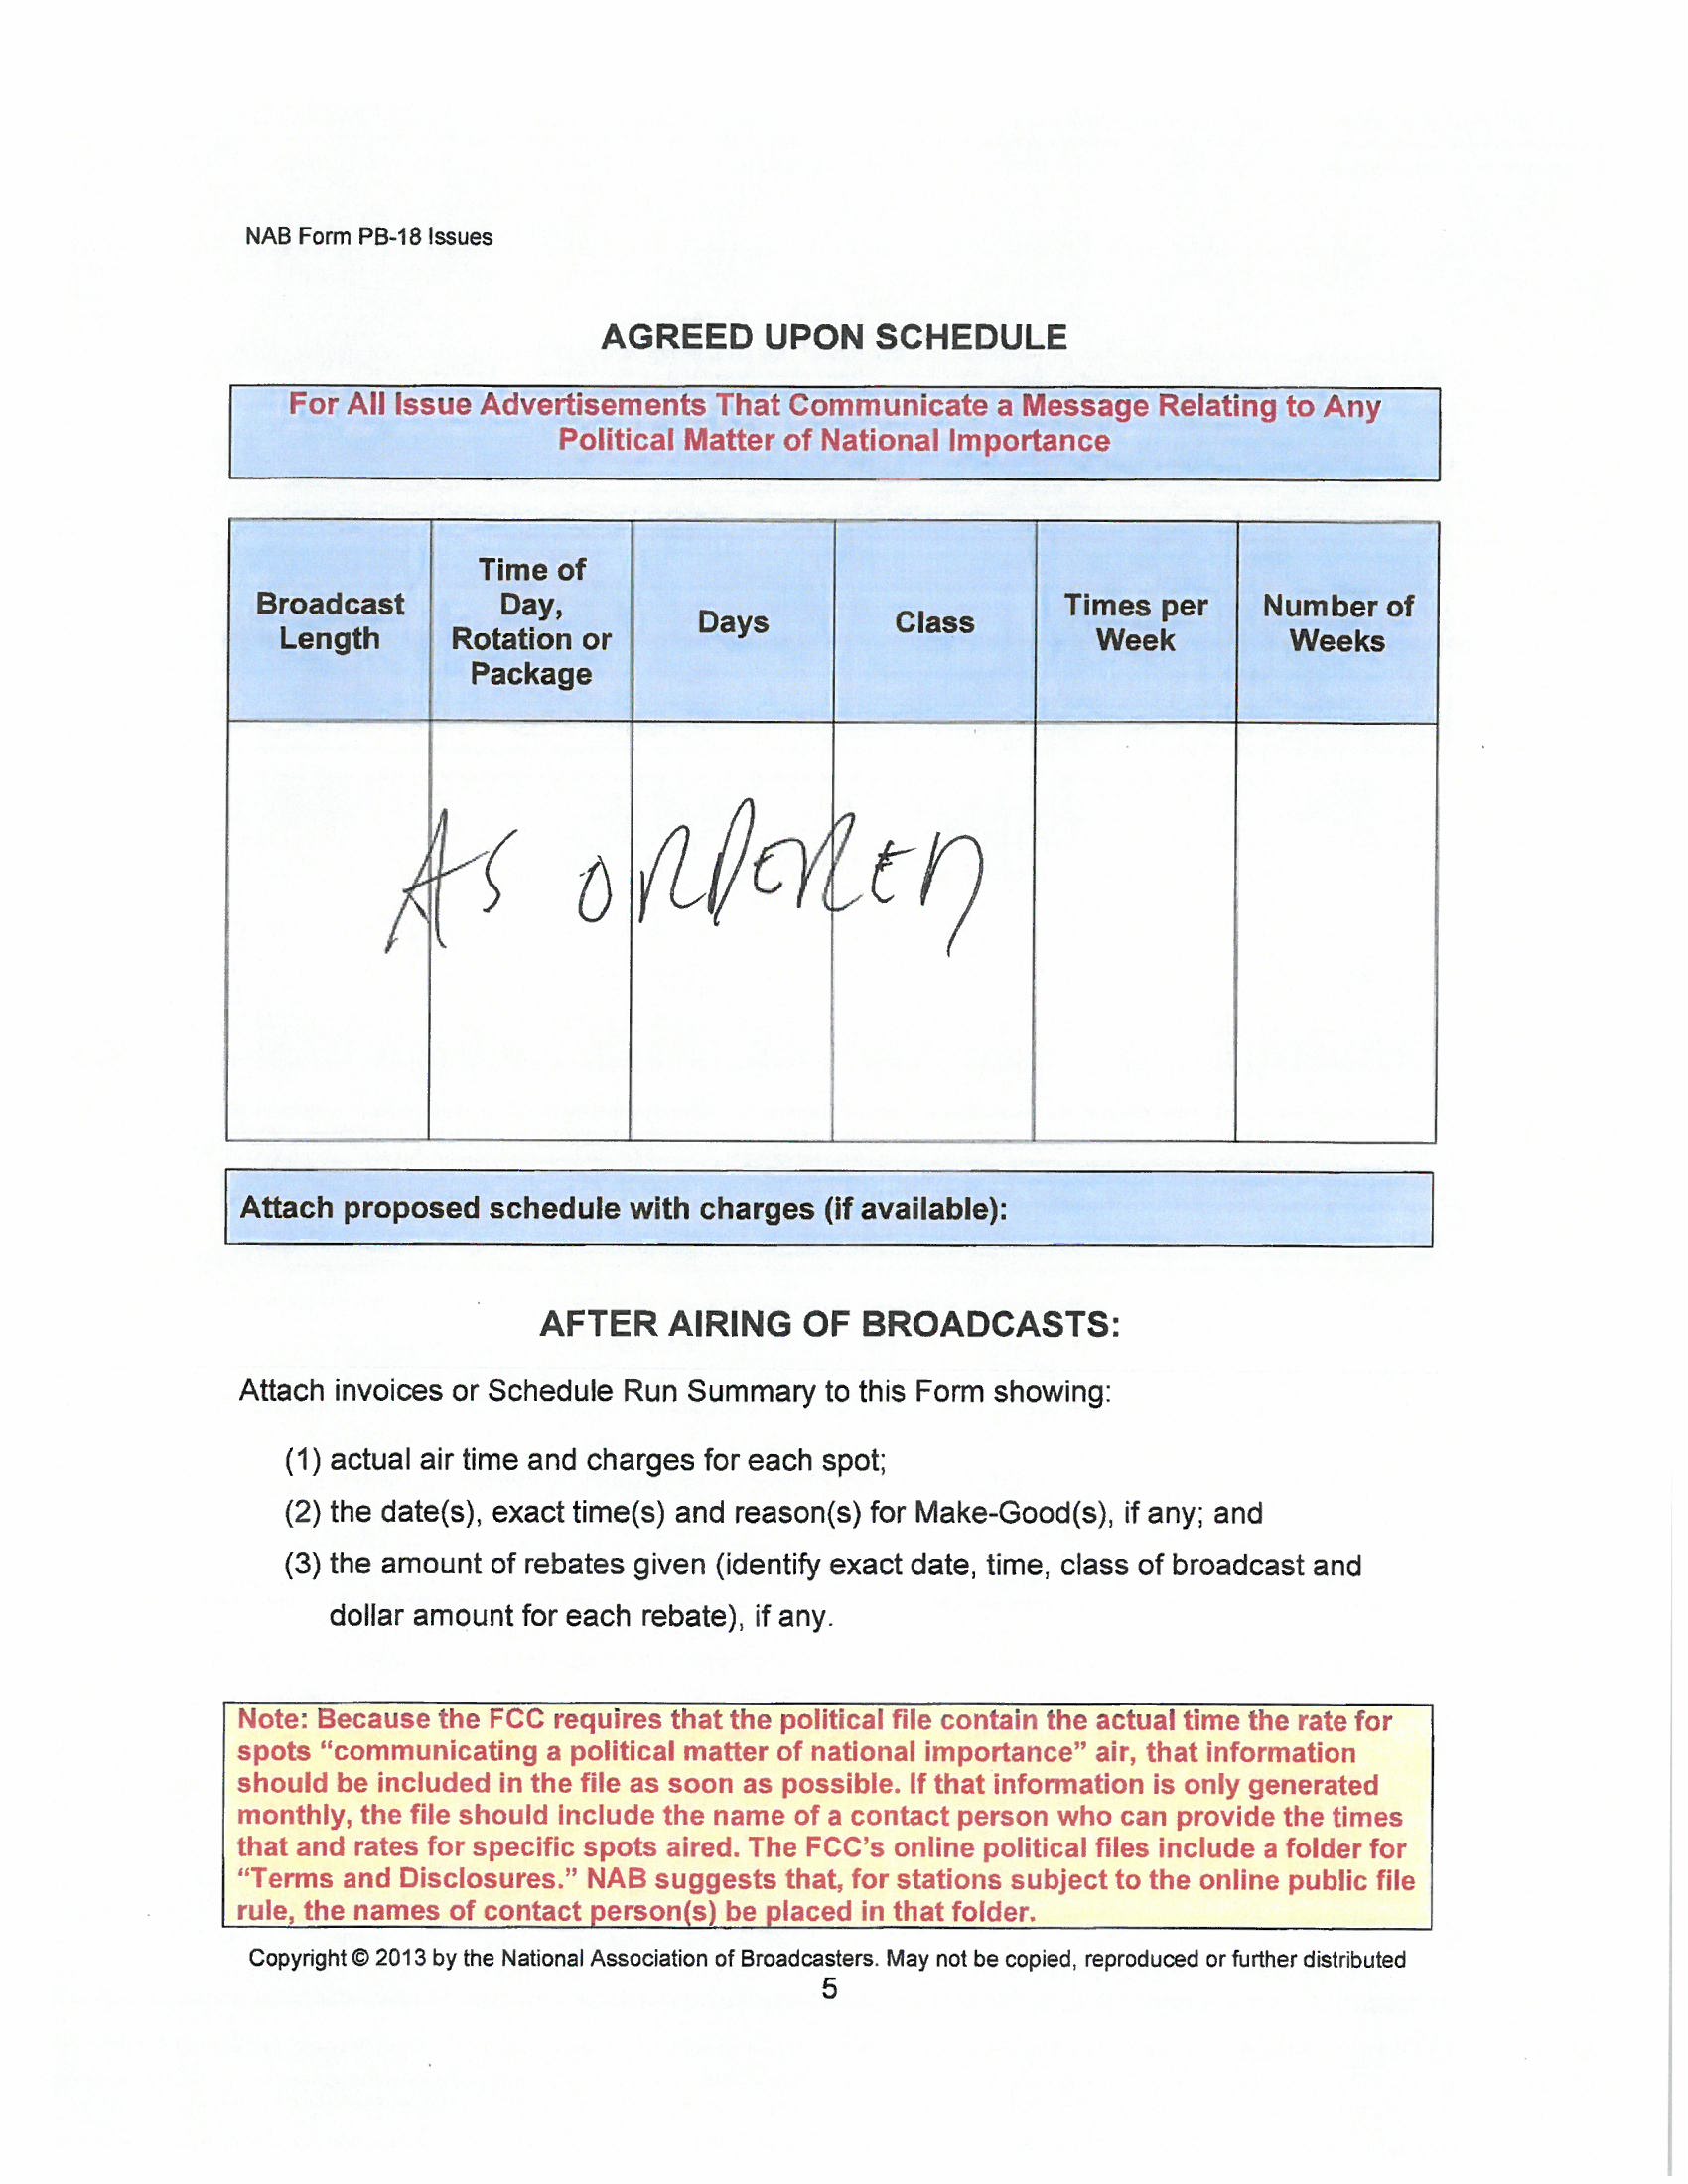 NAB Form PB-18 Issues
AGREED UPON SCHEDULE
For All Issue Advertisements That Communicate a Message Relating to Any
Political Matter of National Importance
Broadcast
Length
Time of
Day,
Rotation or
Package
Days
Class
Times per
Week
Number of
Weeks
AS ORDERED
Attach proposed schedule with charges (if available):
AFTER AIRING OF BROADCASTS:
Attach invoices or Schedule Run Summary to this Form showing:
(1) actual air time and charges for each spot;
(2) the date(s), exact time(s) and reason(s) for Make-Good(s), if any; and
(3) the amount of rebates given (identify exact date, time, class of broadcast and
dollar amount for each rebate), if any.
Note: Because the FCC requires that the political file contain the actual time the rate for
spots “communicating a political matter of national importance” air, that information
should be included in the file as soon as possible. If that information is only generated
monthly, the file should include the name of a contact person who can provide the times
that and rates for specific spots aired. The FCC’s online political files include a folder for
“Terms and Disclosures.” NAB suggests that, for stations subject to the online public file
rule, the names of contact person(s) be placed in that folder.
Copyright © 2013 by the National Association of Broadcasters. May not be copied, reproduced or further distributed
5